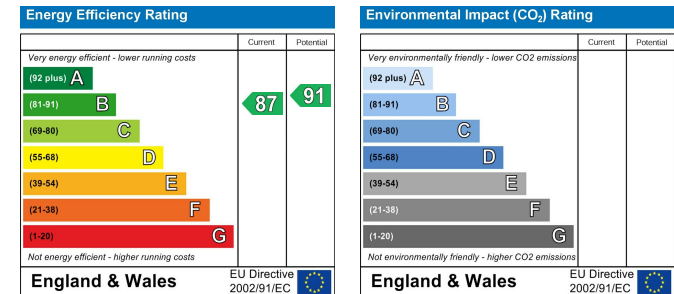 Energy Efficiency Rating
Current Potential
Very energy efficient - lower running costs
(92 plus) A
(81-91) B
(69-80) C
(55-68) D
(39-54) E
(21-38) F
(1-20) G
87
91
Not energy efficient - higher running costs
England & Wales
EU Directive
2002/91/EC
Environmental Impact (CO₂) Rating
Current Potential
Very environmentally friendly - lower CO2 emissions
(92 plus) A
(81-91) B
(69-80) C
(55-68) D
(39-54) E
(21-38) F
(1-20) G
Not environmentally friendly - higher CO2 emissions
England & Wales
EU Directive
2002/91/EC